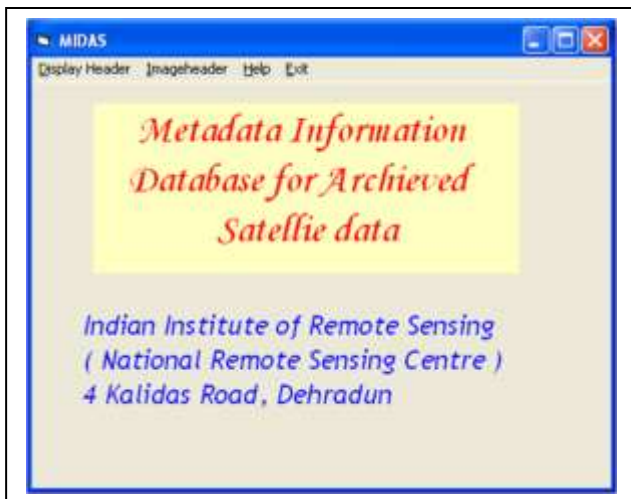 MIDAS
Display Header Imageheader Help Exit
Metadata Information
Database for Archieved
Satellie data
Indian Institute of Remote Sensing
( National Remote Sensing Centre )
4 Kalidas Road, Dehradun